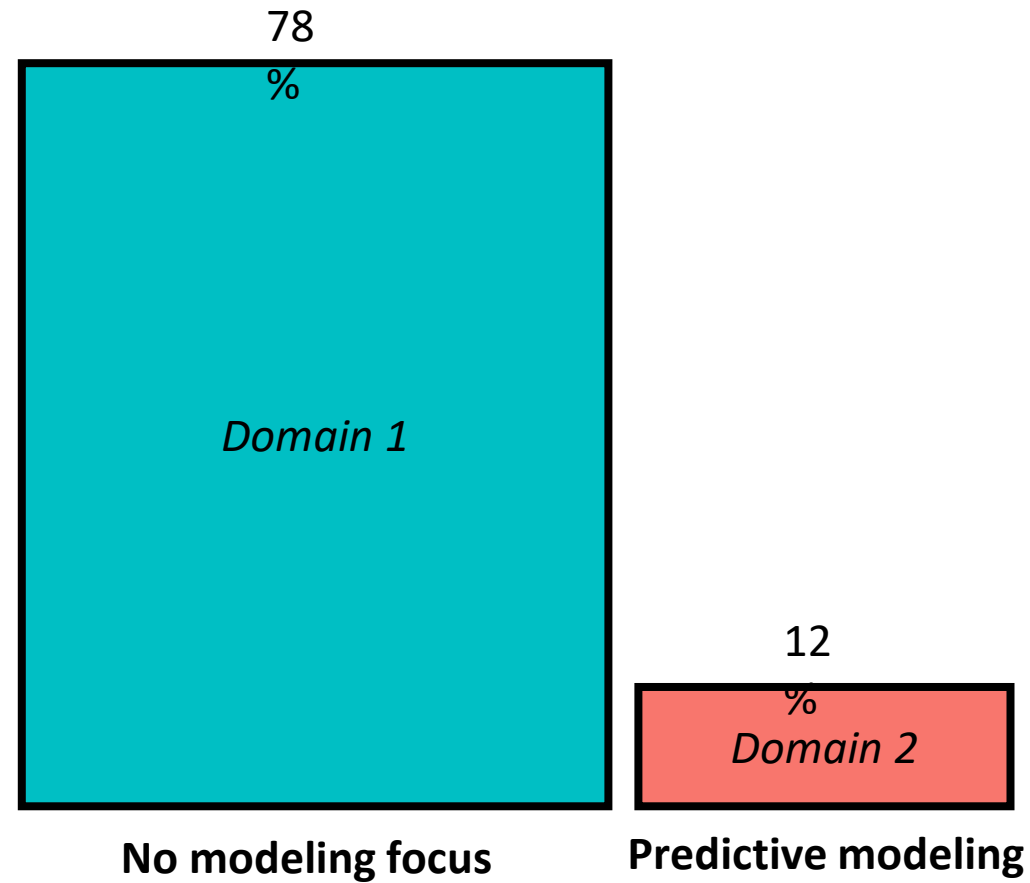 78
%
Domain 1
12
%
Domain 2
No modeling focus
Predictive modeling